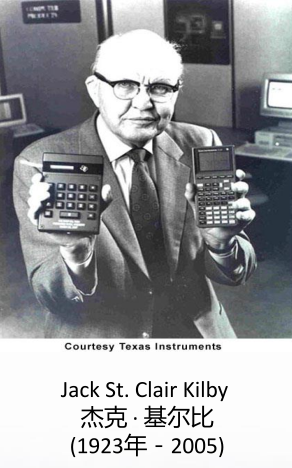 COMPUTER
PRODUCTS
Courtesy Texas Instruments
Jack St. Clair Kilby
杰克 · 基尔比
(1923年 - 2005)